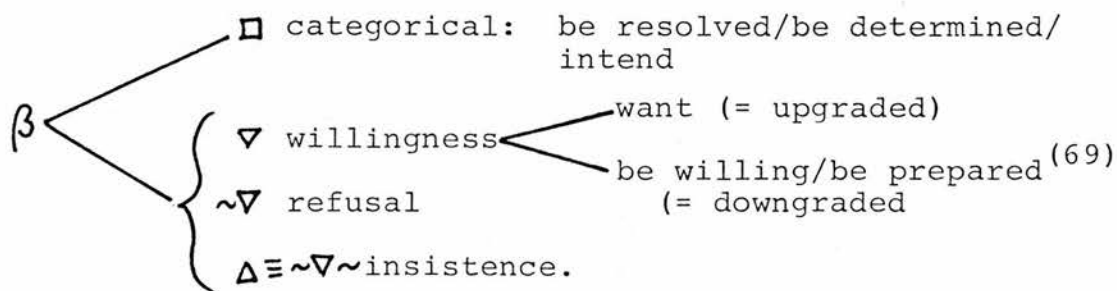 □ categorical: be resolved/be determined/
intend
β
want (= upgraded)
▽ willingness
be willing/be prepared (69)
(= downgraded
~▽ refusal
△ ≡ ~▽~ insistence.